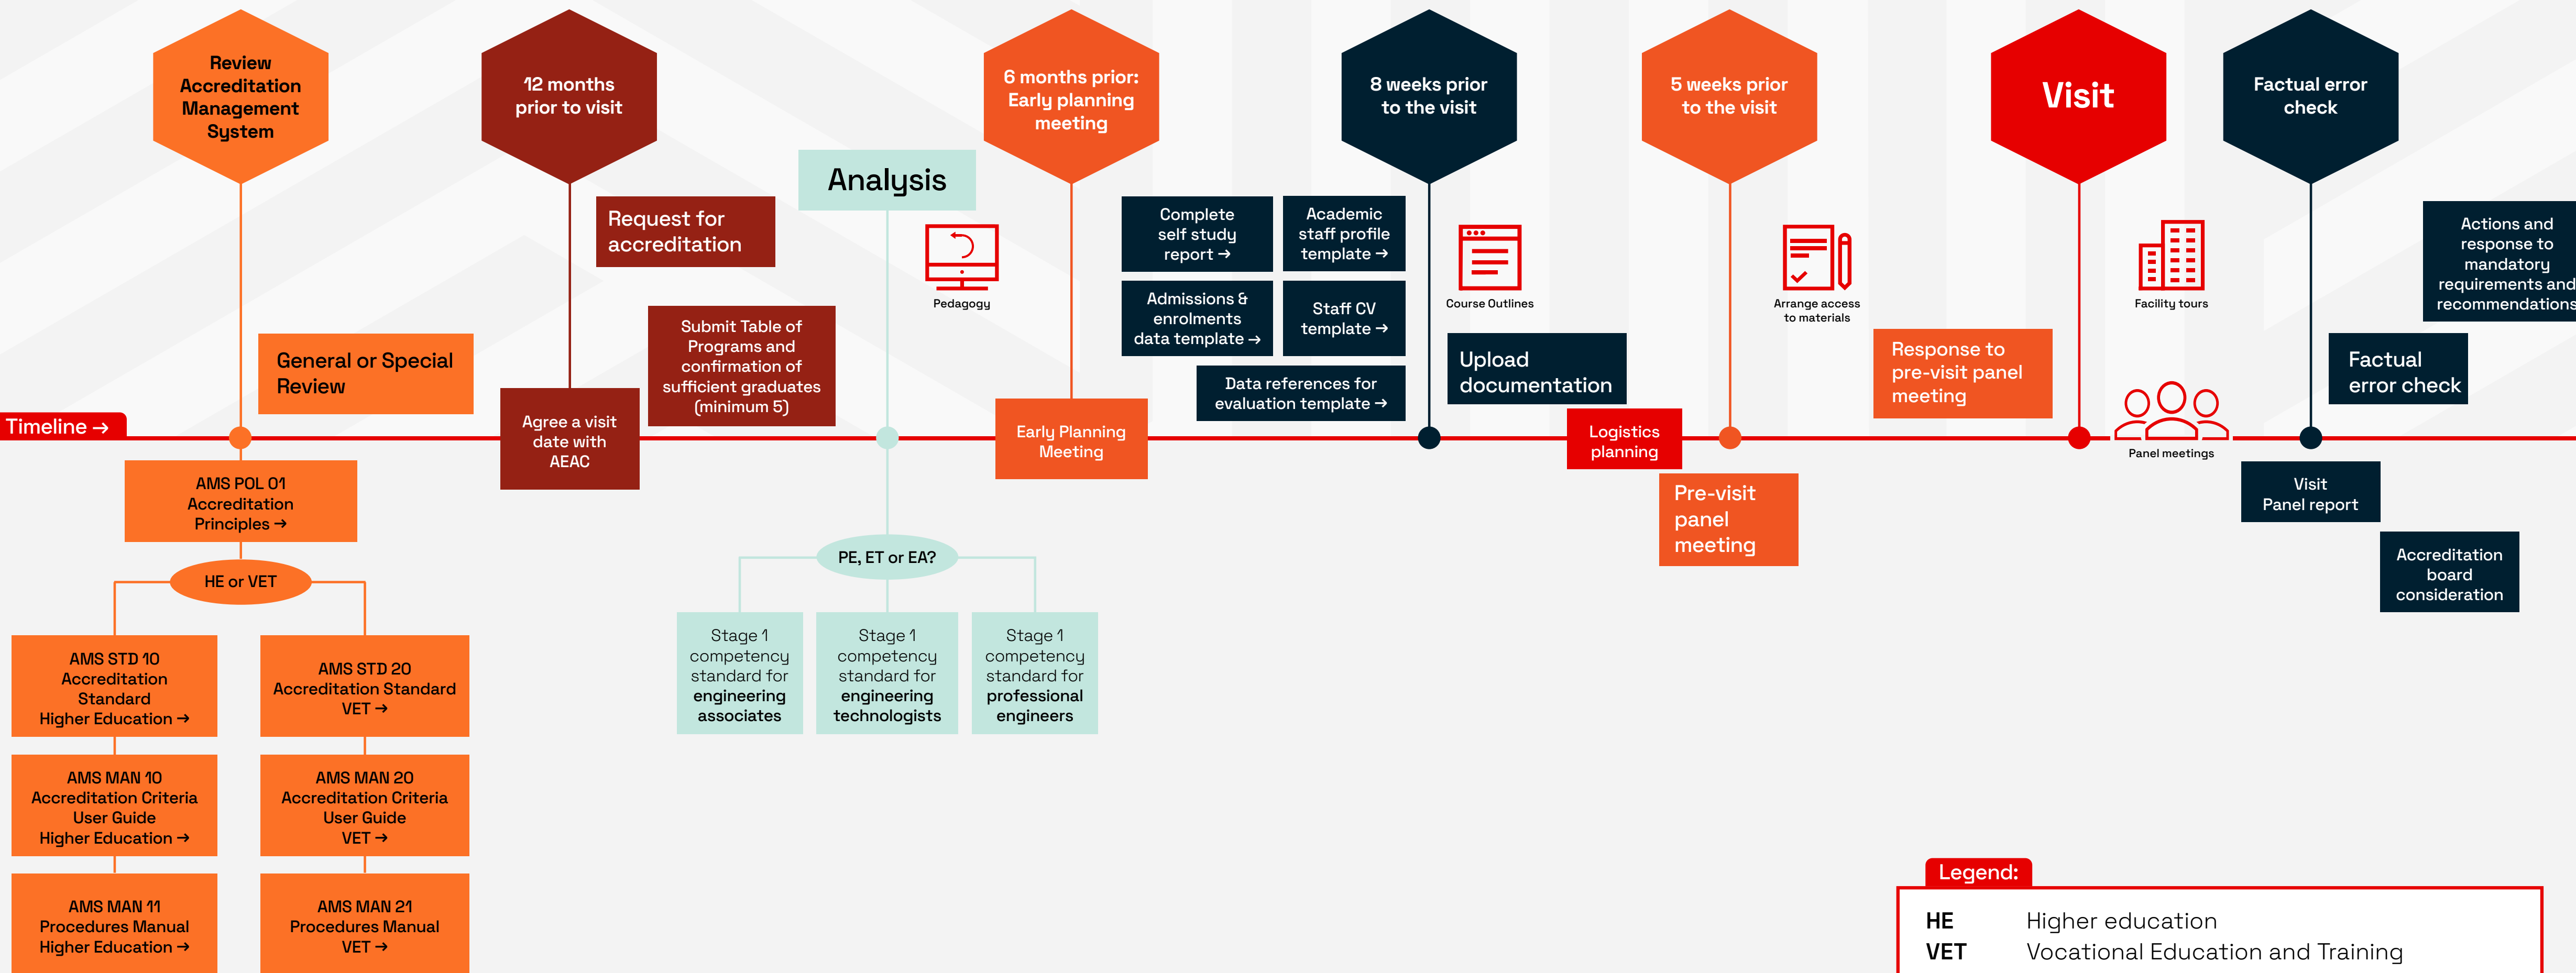 Review
Accreditation
Management
System
12 months
prior to visit
6 months prior:
Early planning
meeting
8 weeks prior
to the visit
5 weeks prior
to the visit
Visit
Factual error
check
Analysis
Request for
accreditation
Pedagogy
Complete
self study
report →
Academic
staff profile
template →
Course Outlines
Arrange access
to materials
Facility tours
Actions and
response to
mandatory
requirements and
recommendations
General or Special
Review
Submit Table of
Programs and
confirmation of
sufficient graduates
(minimum 5)
Admissions &
enrolments
data template →
Staff CV
template →
Data references for
evaluation template →
Upload
documentation
Response to
pre-visit panel
meeting
Factual
error check
Timeline →
Agree a visit
date with
AEAC
Early Planning
Meeting
Logistics
planning
Panel meetings
AMS POL 01
Accreditation
Principles →
Pre-visit
panel
meeting
Visit
Panel report
Accreditation
board
consideration
HE or VET
PE, ET or EA?
AMS STD 10
Accreditation
Standard
Higher Education →
AMS STD 20
Accreditation Standard
VET →
Stage 1
competency
standard for
engineering
associates
Stage 1
competency
standard for
engineering
technologists
Stage 1
competency
standard for
professional
engineers
AMS MAN 10
Accreditation Criteria
User Guide
Higher Education →
AMS MAN 20
Accreditation Criteria
User Guide
VET →
AMS MAN 11
Procedures Manual
Higher Education →
AMS MAN 21
Procedures Manual
VET →
Legend:
HE Higher education
VET Vocational Education and Training